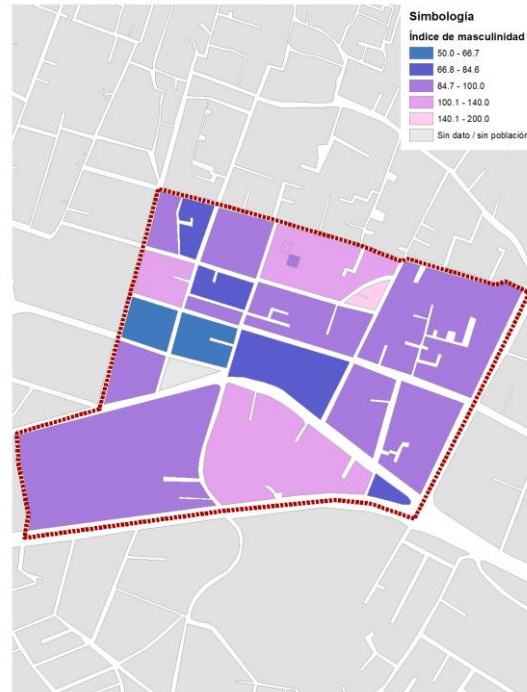 Simbología
Índice de masculinidad
50.0 - 66.7
66.8 - 84.6
84.7 - 100.0
100.1 - 140.0
140.1 - 200.0
Sin dato / sin población